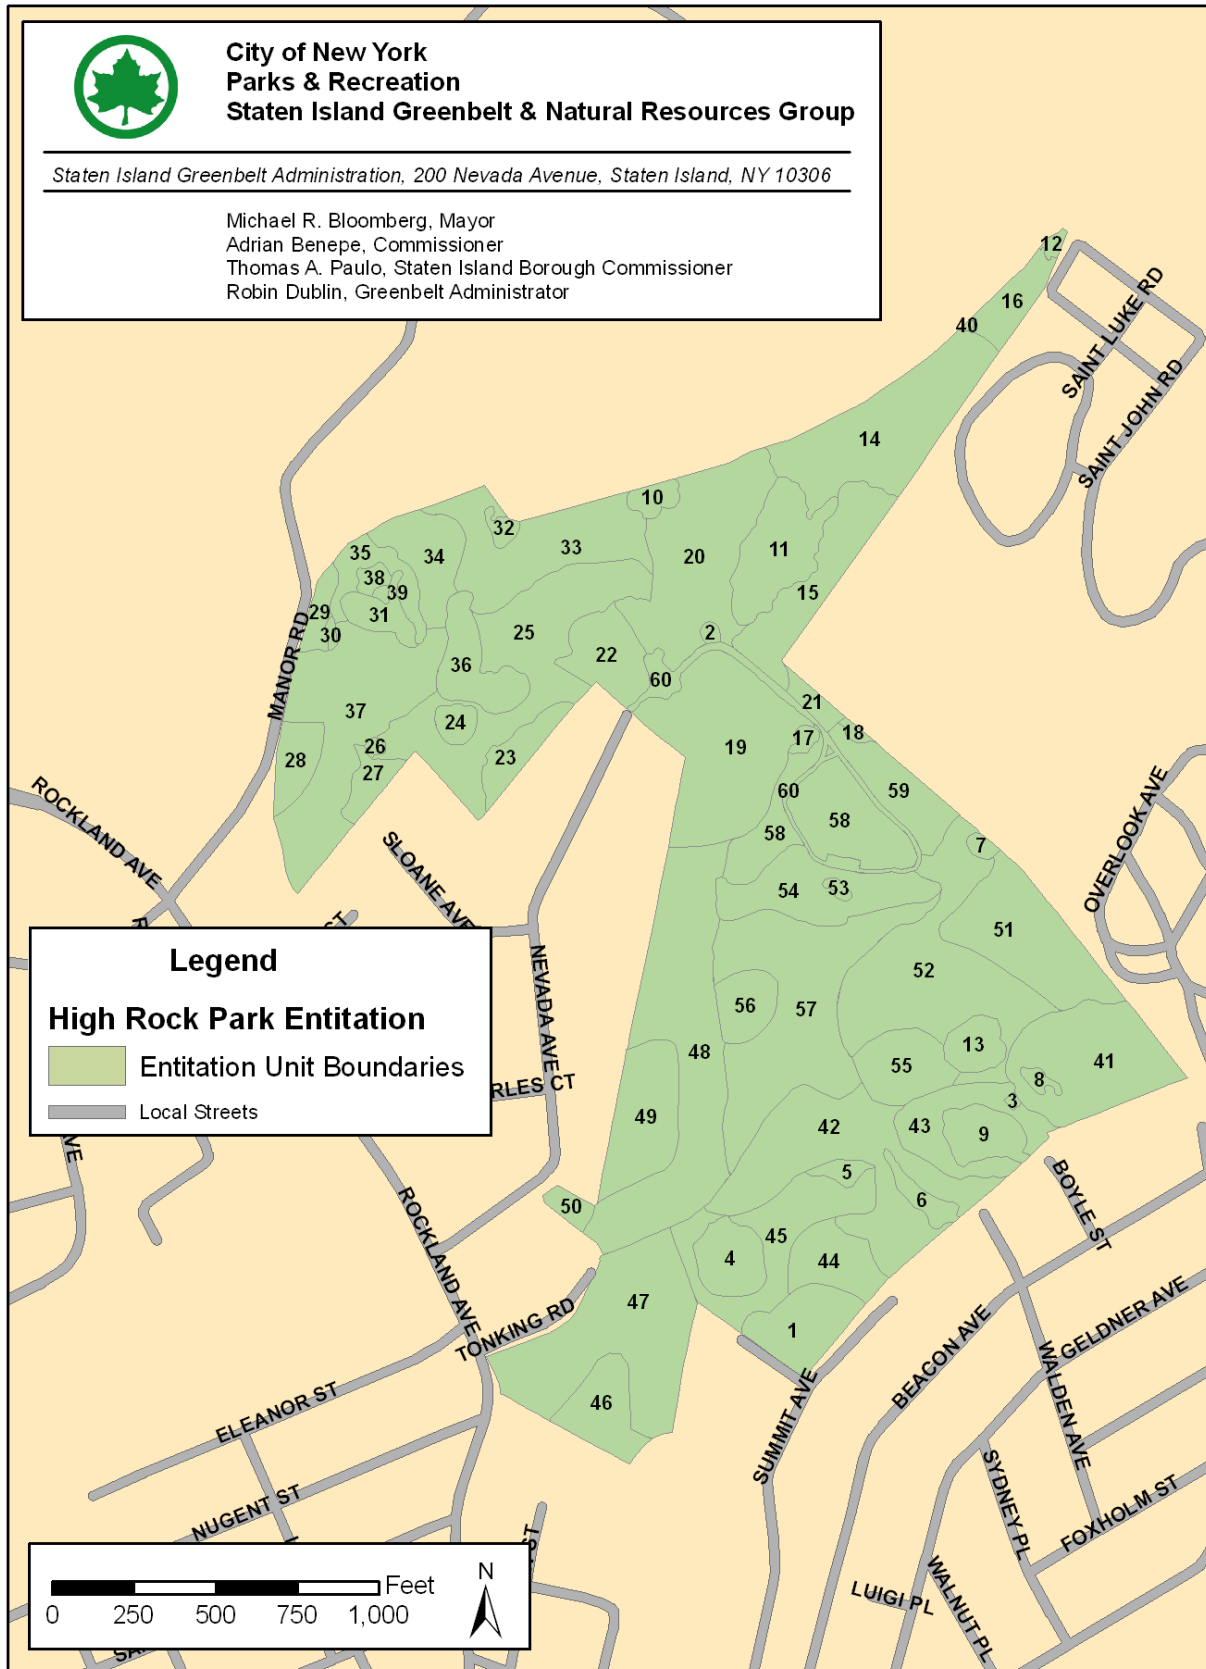 City of New York
Parks & Recreation
Staten Island Greenbelt & Natural Resources Group
Staten Island Greenbelt Administration, 200 Nevada Avenue, Staten Island, NY 10306
Michael R. Bloomberg, Mayor
Adrian Benepe, Commissioner
Thomas A. Paulo, Staten Island Borough Commissioner
Robin Dublin, Greenbelt Administrator
12
16
40
SAINT LUKE RD
SAINT JOHN RD
14
10
32
33
34
35
20
11
38
39
15
29
31
30
25
2
22
36
60
MANOR RD
37
24
21
18
17
19
26
28
27
23
60
59
58
58
ROCKLAND AVE
OVERLOOK AVE
7
SLOANE AVE
54
53
51
ST
52
NEVADA AVE
56
57
48
13
55
41
8
3
49
42
43
9
Legend
High Rock Park Entitation
Entitation Unit Boundaries
Local Streets
RLES CT
AVE
5
6
50
BOYLE ST
45
4
44
ROCKLAND AVE
47
1
TONKING RD
BEACON AVE
GELDNER AVE
WALDEN AVE
46
ELEANOR ST
SUMMIT AVE
SYDNEY PL
FOXHOLM ST
NUGENT ST
ST
LUIGI PL
WALNUT PL
N
Feet
0 250 500 750 1,000